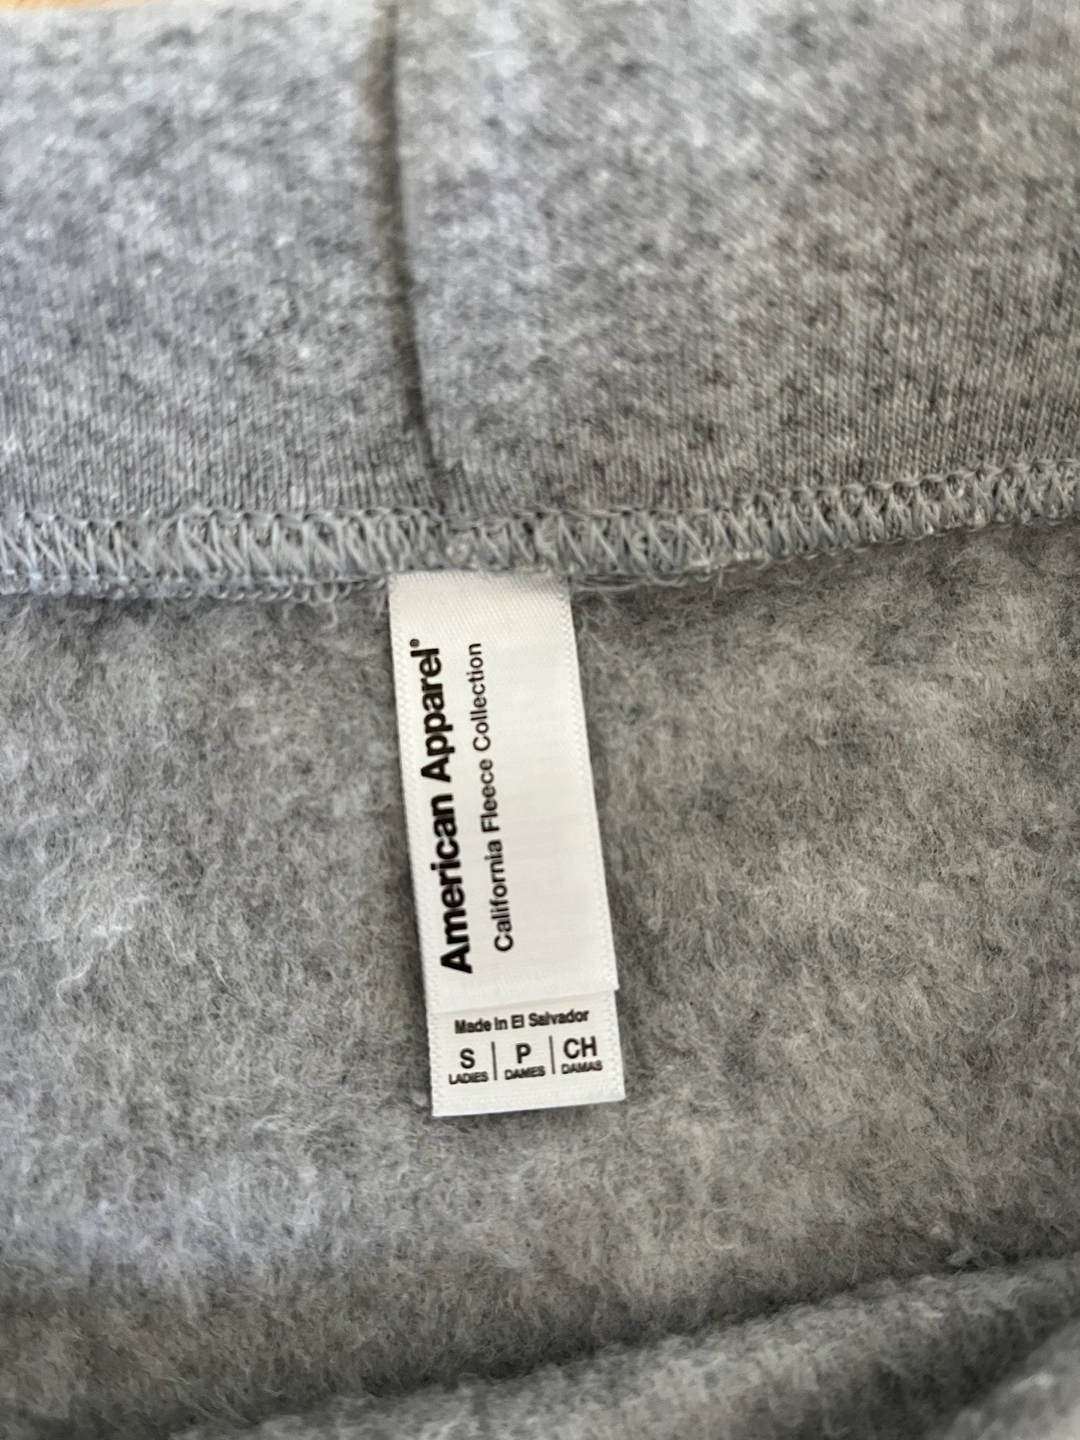 American Apparel®
California Fleece Collection
Made In El Salvador
S | P | CH
LADIES DAMES DAMAS